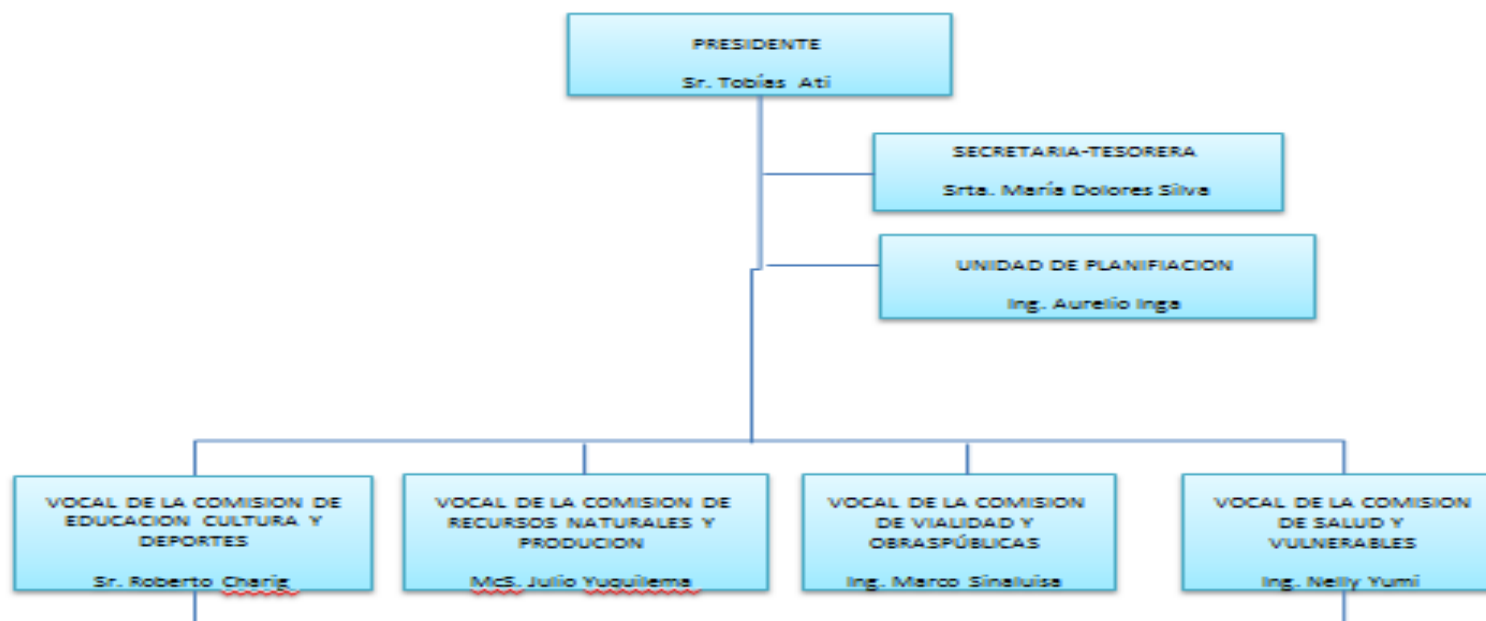 PRESIDENTE
Sr. Tobías Ati
SECRETARIA-TESORERA
Srta. María Dolores Silva
UNIDAD DE PLANIFIACION
Ing. Aurelio Inga
VOCAL DE LA COMISION DE
EDUCACION CULTURA Y
DEPORTES
Sr. Roberto Charig
VOCAL DE LA COMISION DE
RECURSOS NATURALES Y
PRODUCION
McS. Julio Yuquilema
VOCAL DE LA COMISION
DE VIALIDAD Y
OBRASPÚBLICAS
Ing. Marco Sinaluisa
VOCAL DE LA COMISION
DE SALUD Y
VULNERABLES
Ing. Nelly Yumi